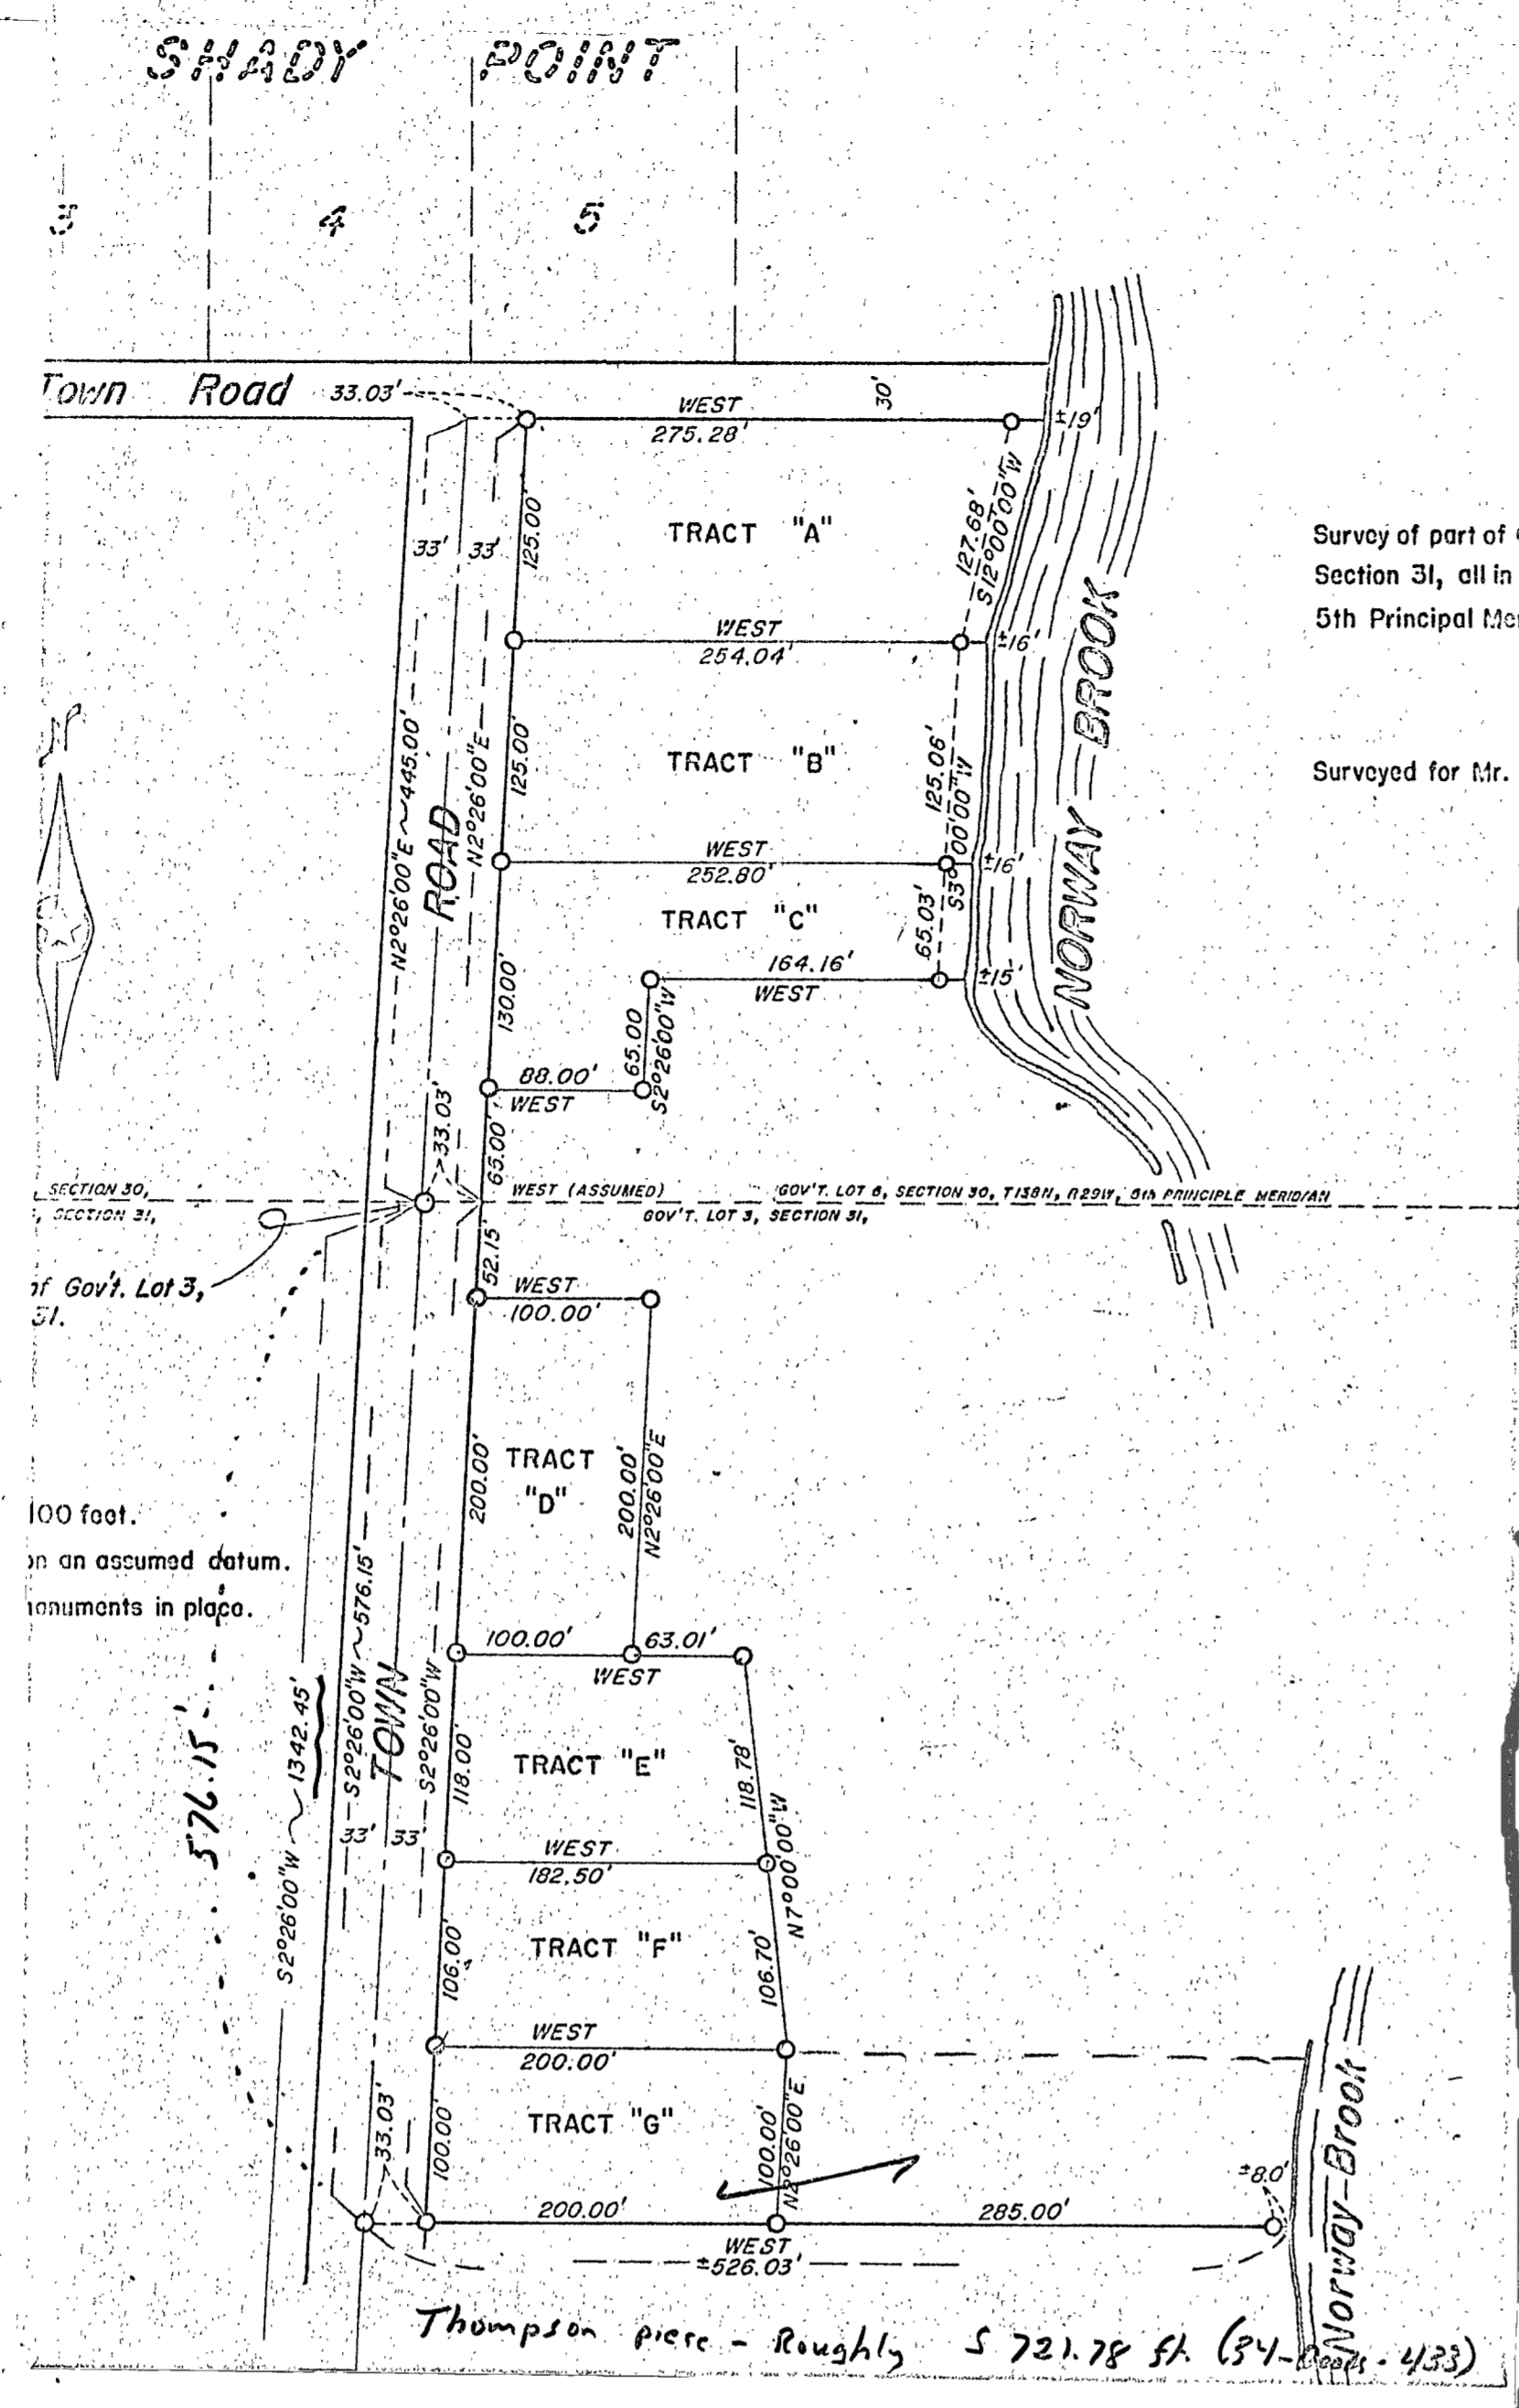 SHADY POINT
3 4 5
Town Road 33.03'
WEST
275.28'
30'
±19'
33' 33'
125.00'
TRACT "A"
127.68'
S12°00'00"W
WEST
254.04'
±16'
N2°26'00"E ~ 445.00'
ROAD
N2°26'00"E
125.00'
TRACT "B"
125.06'
S3°00'00"W
NORWAY BROOK
WEST
252.80'
±16'
TRACT "C"
65.03'
130.00'
164.16'
WEST
±15'
65.00
S2°26'00"W
88.00'
WEST
33.03'
65.00'
Survey of part of
Section 31, all in
5th Principal Mer
Surveyed for Mr.
N
SECTION 30,
, SECTION 31,
WEST (ASSUMED)
GOV'T. LOT 6, SECTION 30, T138N, R29W, 5th PRINCIPLE MERIDIAN
GOV'T. LOT 3, SECTION 31,
of Gov't. Lot 3,
31.
52.15'
WEST
100.00'
200.00'
TRACT
"D"
200.00'
N2°26'00"E
100 foot.
on an assumed datum.
monuments in place.
100.00' 63.01'
WEST
576.15'
S2°26'00"W ~ 1342.45'
S2°26'00"W ~ 576.15'
TOWN
S2°26'00"W
33' 33'
118.00'
TRACT "E"
118.78'
N7°00'00"W
WEST
182.50'
106.00'
TRACT "F"
106.70'
WEST
200.00'
33.03'
100.00'
TRACT "G"
100.00'
N2°26'00"E
±8.0'
Norway Brook
200.00' 285.00'
WEST
±526.03'
Thompson piece - Roughly S 721.78 ft. (34- - 433)